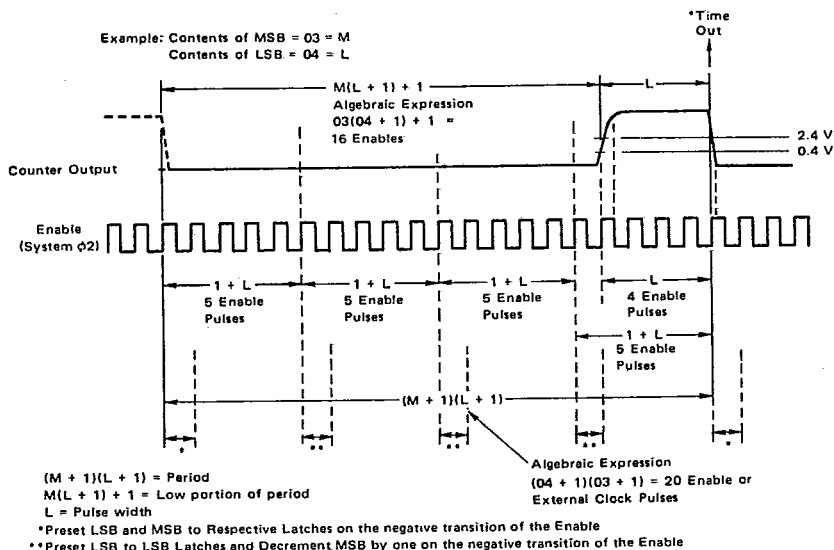 *Time
Out
Example: Contents of MSB = 03 = M
Contents of LSB = 04 = L
M(L + 1) + 1
L
Algebraic Expression
03(04 + 1) + 1 =
16 Enables
2.4 V
0.4 V
Counter Output
Enable
(System φ2)
1 + L
5 Enable
Pulses
1 + L
5 Enable
Pulses
1 + L
5 Enable
Pulses
L
4 Enable
Pulses
1 + L
5 Enable
Pulses
(M + 1)(L + 1)
*
**
**
**
*
Algebraic Expression
(04 + 1)(03 + 1) = 20 Enable or
External Clock Pulses
(M + 1)(L + 1) = Period
M(L + 1) + 1 = Low portion of period
L = Pulse width
*Preset LSB and MSB to Respective Latches on the negative transition of the Enable
**Preset LSB to LSB Latches and Decrement MSB by one on the negative transition of the Enable